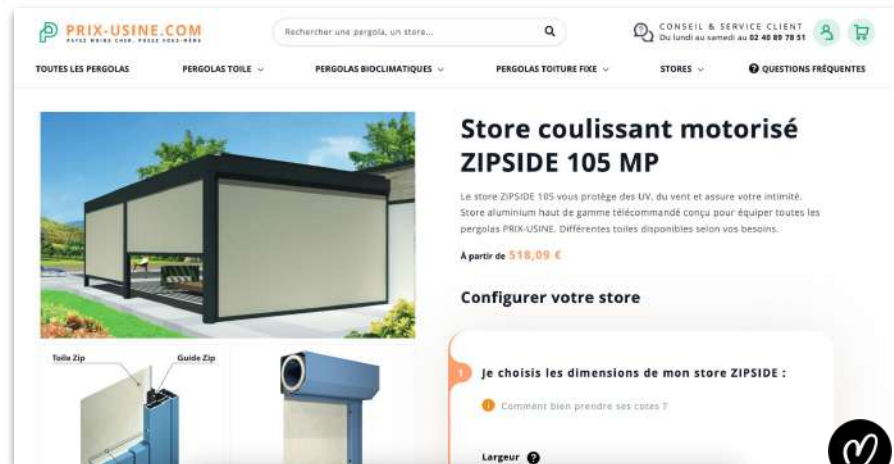 PRIX-USINE.COM
PAYEZ MOINS CHER, POSEZ VOUS-MÊME
Rechercher une pergola, un store...
CONSEIL & SERVICE CLIENT
Du lundi au samedi au 02 40 89 78 51
TOUTES LES PERGOLAS
PERGOLAS TOILE
PERGOLAS BIOCLIMATIQUES
PERGOLAS TOITURE FIXE
STORES
? QUESTIONS FRÉQUENTES
Store coulissant motorisé
ZIPSIDE 105 MP
Le store ZIPSIDE 105 vous protège des UV, du vent et assure votre intimité.
Store aluminium haut de gamme télécommandé conçu pour équiper toutes les
pergolas PRIX-USINE. Différentes toiles disponibles selon vos besoins.
À partir de 518,09 €
Configurer votre store
Toile Zip
Guide Zip
1
Je choisis les dimensions de mon store ZIPSIDE :
Comment bien prendre ses cotes ?
Largeur ?